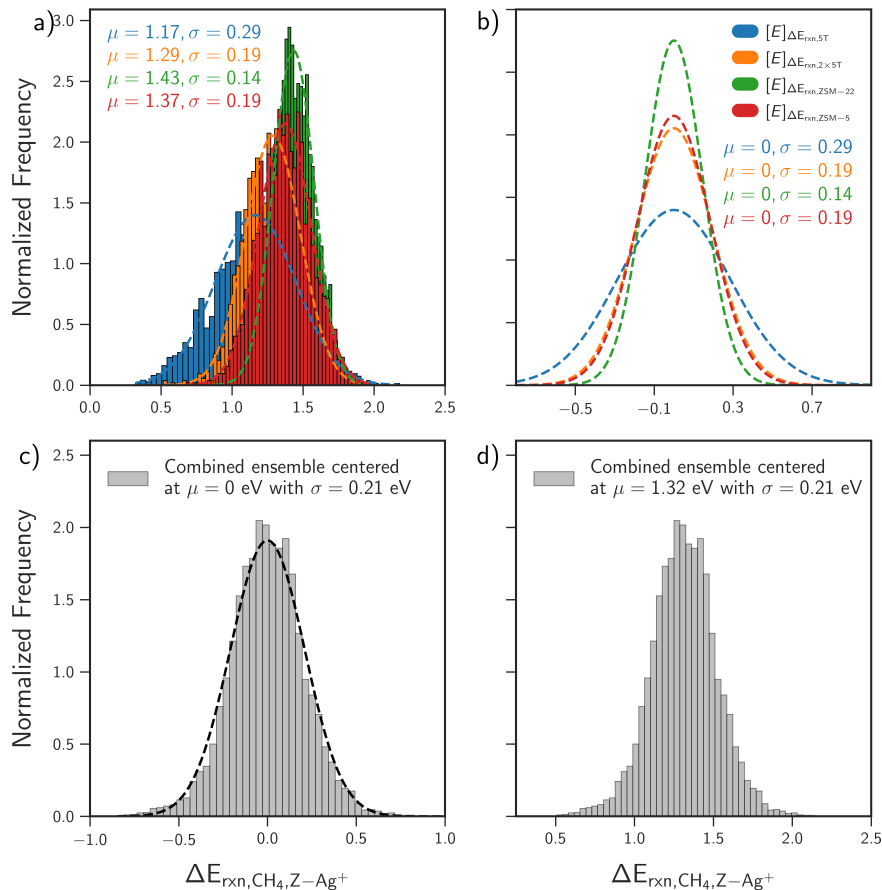 a)
μ = 1.17, σ = 0.29
μ = 1.29, σ = 0.19
μ = 1.43, σ = 0.14
μ = 1.37, σ = 0.19
3.0
2.5
2.0
1.5
1.0
0.5
0.0
Normalized Frequency
0.0 0.5 1.0 1.5 2.0 2.5
b)
[E]ΔE_rxn,5T
[E]ΔE_rxn,2×5T
[E]ΔE_rxn,ZSM−22
[E]ΔE_rxn,ZSM−5
μ = 0, σ = 0.29
μ = 0, σ = 0.19
μ = 0, σ = 0.14
μ = 0, σ = 0.19
−0.5 −0.1 0.3 0.7
c)
Combined ensemble centered
at μ = 0 eV with σ = 0.21 eV
2.5
2.0
1.5
1.0
0.5
0.0
Normalized Frequency
−1.0 −0.5 0.0 0.5 1.0
ΔE_rxn,CH₄,Z−Ag⁺
d)
Combined ensemble centered
at μ = 1.32 eV with σ = 0.21 eV
0.5 1.0 1.5 2.0 2.5
ΔE_rxn,CH₄,Z−Ag⁺